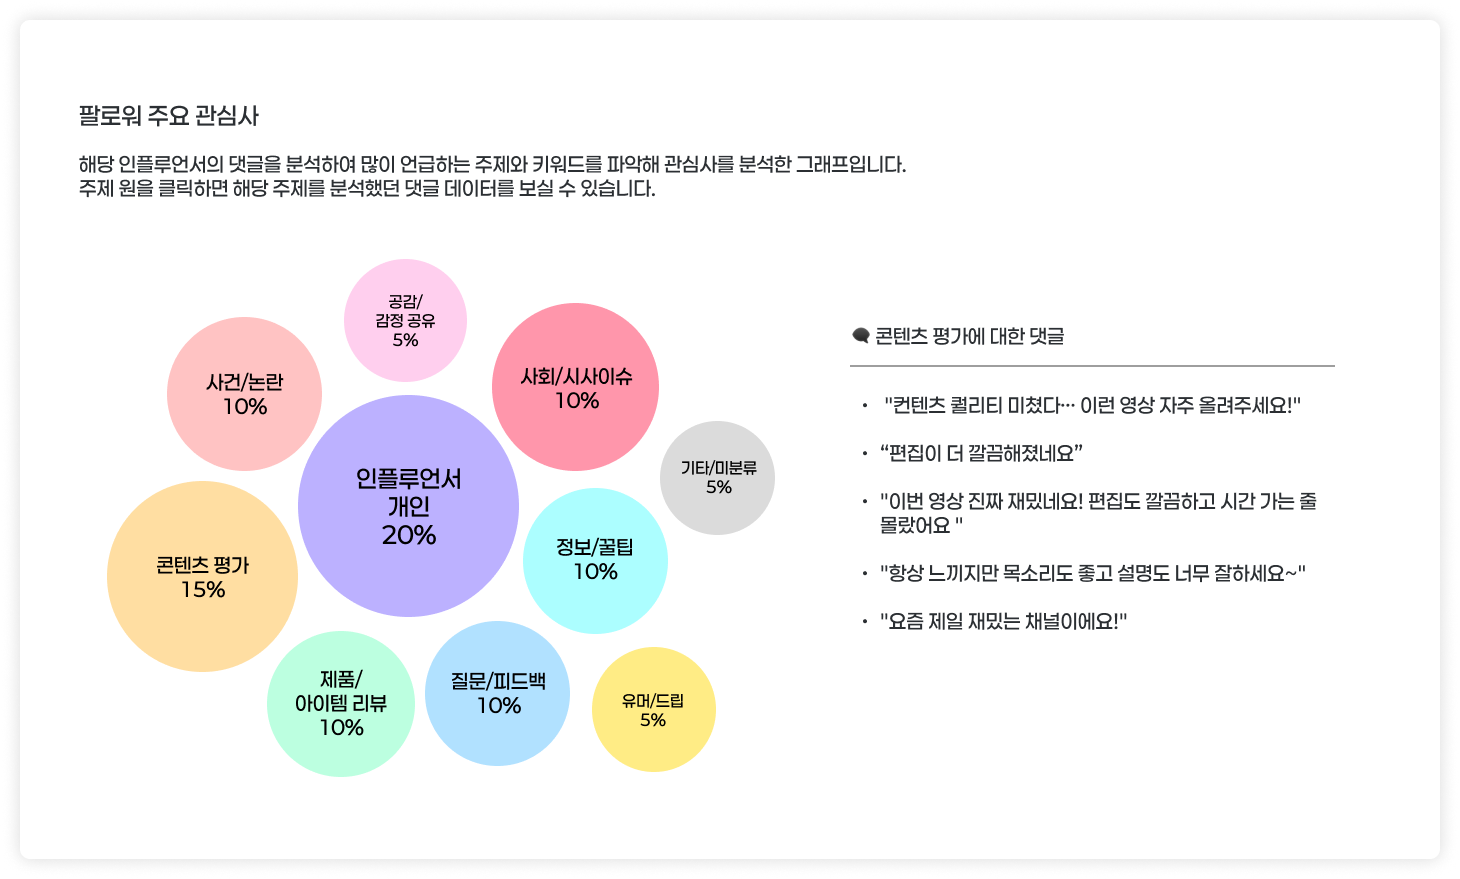 팔로워 주요 관심사
해당 인플루언서의 댓글을 분석하여 많이 언급하는 주제와 키워드를 파악해 관심사를 분석한 그래프입니다.
주제 원을 클릭하면 해당 주제를 분석했던 댓글 데이터를 보실 수 있습니다.
공감/
감정 공유
5%
사건/논란
10%
사회/시사이슈
10%
인플루언서
개인
20%
기타/미분류
5%
콘텐츠 평가
15%
정보/꿀팁
10%
제품/
아이템 리뷰
10%
질문/피드백
10%
유머/드립
5%
콘텐츠 평가에 대한 댓글
• "컨텐츠 퀄리티 미쳤다… 이런 영상 자주 올려주세요!"
• “편집이 더 깔끔해졌네요”
• "이번 영상 진짜 재밌네요! 편집도 깔끔하고 시간 가는 줄
몰랐어요 "
• "항상 느끼지만 목소리도 좋고 설명도 너무 잘하세요~"
• "요즘 제일 재밌는 채널이에요!"